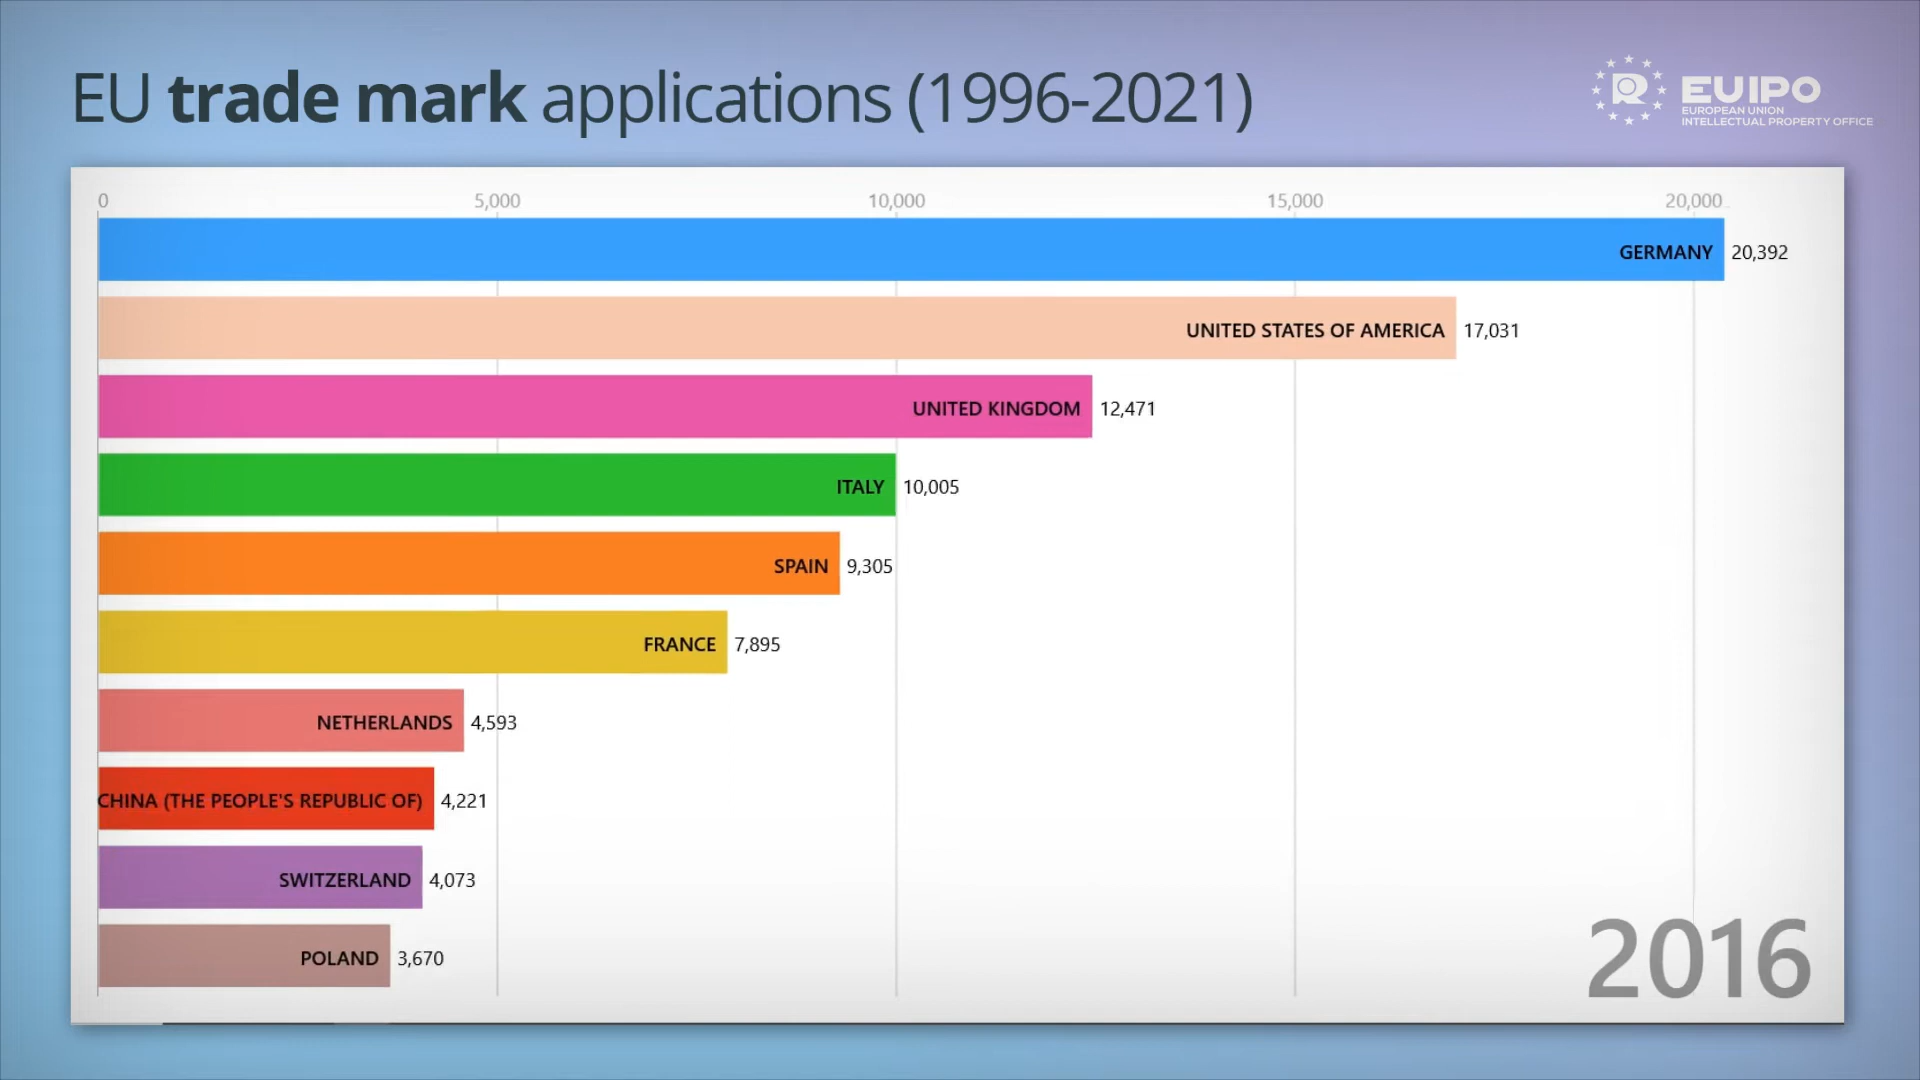 EU trade mark applications (1996-2021)
EUIPO
EUROPEAN UNION
INTELLECTUAL PROPERTY OFFICE
0 5,000 10,000 15,000 20,000
GERMANY 20,392
UNITED STATES OF AMERICA 17,031
UNITED KINGDOM 12,471
ITALY 10,005
SPAIN 9,305
FRANCE 7,895
NETHERLANDS 4,593
CHINA (THE PEOPLE'S REPUBLIC OF) 4,221
SWITZERLAND 4,073
POLAND 3,670
2016